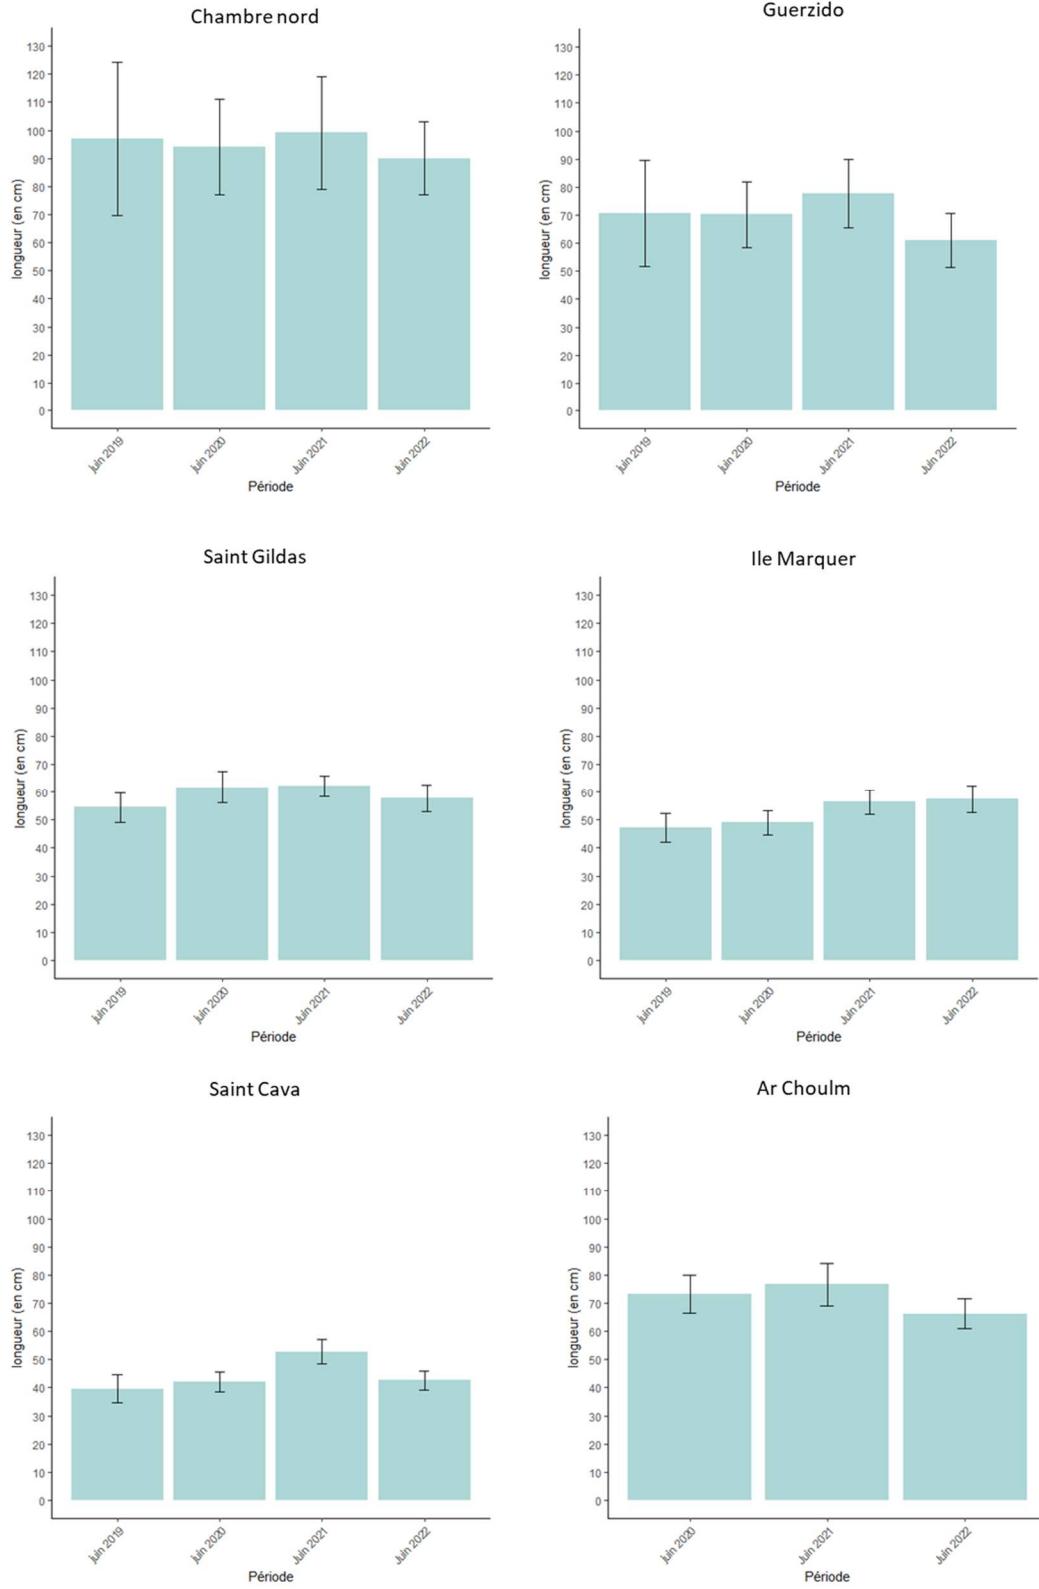 Chambre nord
130
120
110
100
90
80
70
60
50
40
30
20
10
0
longueur (en cm)
juin 2019
juin 2020
Juin 2021
Juin 2022
Période
Guerzido
130
120
110
100
90
80
70
60
50
40
30
20
10
0
longueur (en cm)
juin 2019
juin 2020
Juin 2021
Juin 2022
Période
Saint Gildas
130
120
110
100
90
80
70
60
50
40
30
20
10
0
longueur (en cm)
juin 2019
juin 2020
Juin 2021
Juin 2022
Période
Ile Marquer
130
120
110
100
90
80
70
60
50
40
30
20
10
0
longueur (en cm)
juin 2019
juin 2020
Juin 2021
Juin 2022
Période
Saint Cava
130
120
110
100
90
80
70
60
50
40
30
20
10
0
longueur (en cm)
juin 2019
juin 2020
Juin 2021
Juin 2022
Période
Ar Choulm
130
120
110
100
90
80
70
60
50
40
30
20
10
0
longueur (en cm)
juin 2020
Juin 2021
Juin 2022
Période